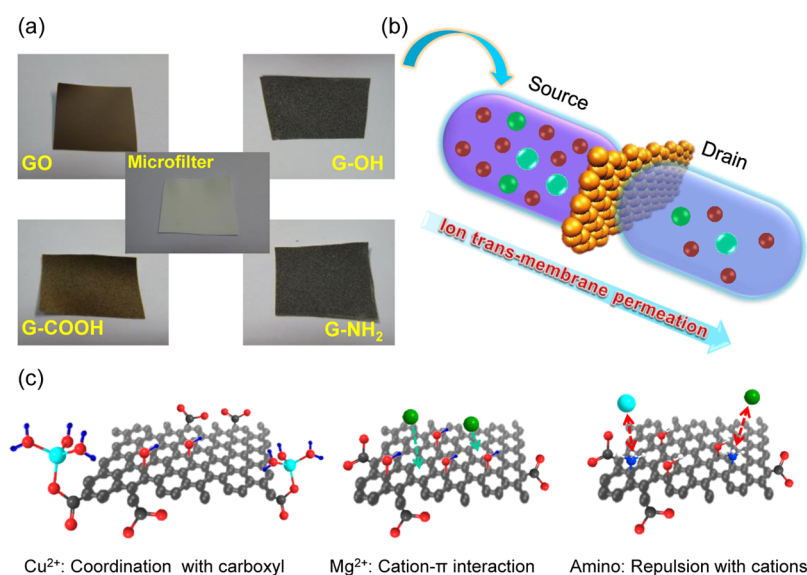 (a)
GO
G-OH
Microfilter
G-COOH
G-NH₂
(b)
Source
Drain
Ion trans-membrane permeation
(c)
Cu²⁺: Coordination with carboxyl
Mg²⁺: Cation-π interaction
Amino: Repulsion with cations